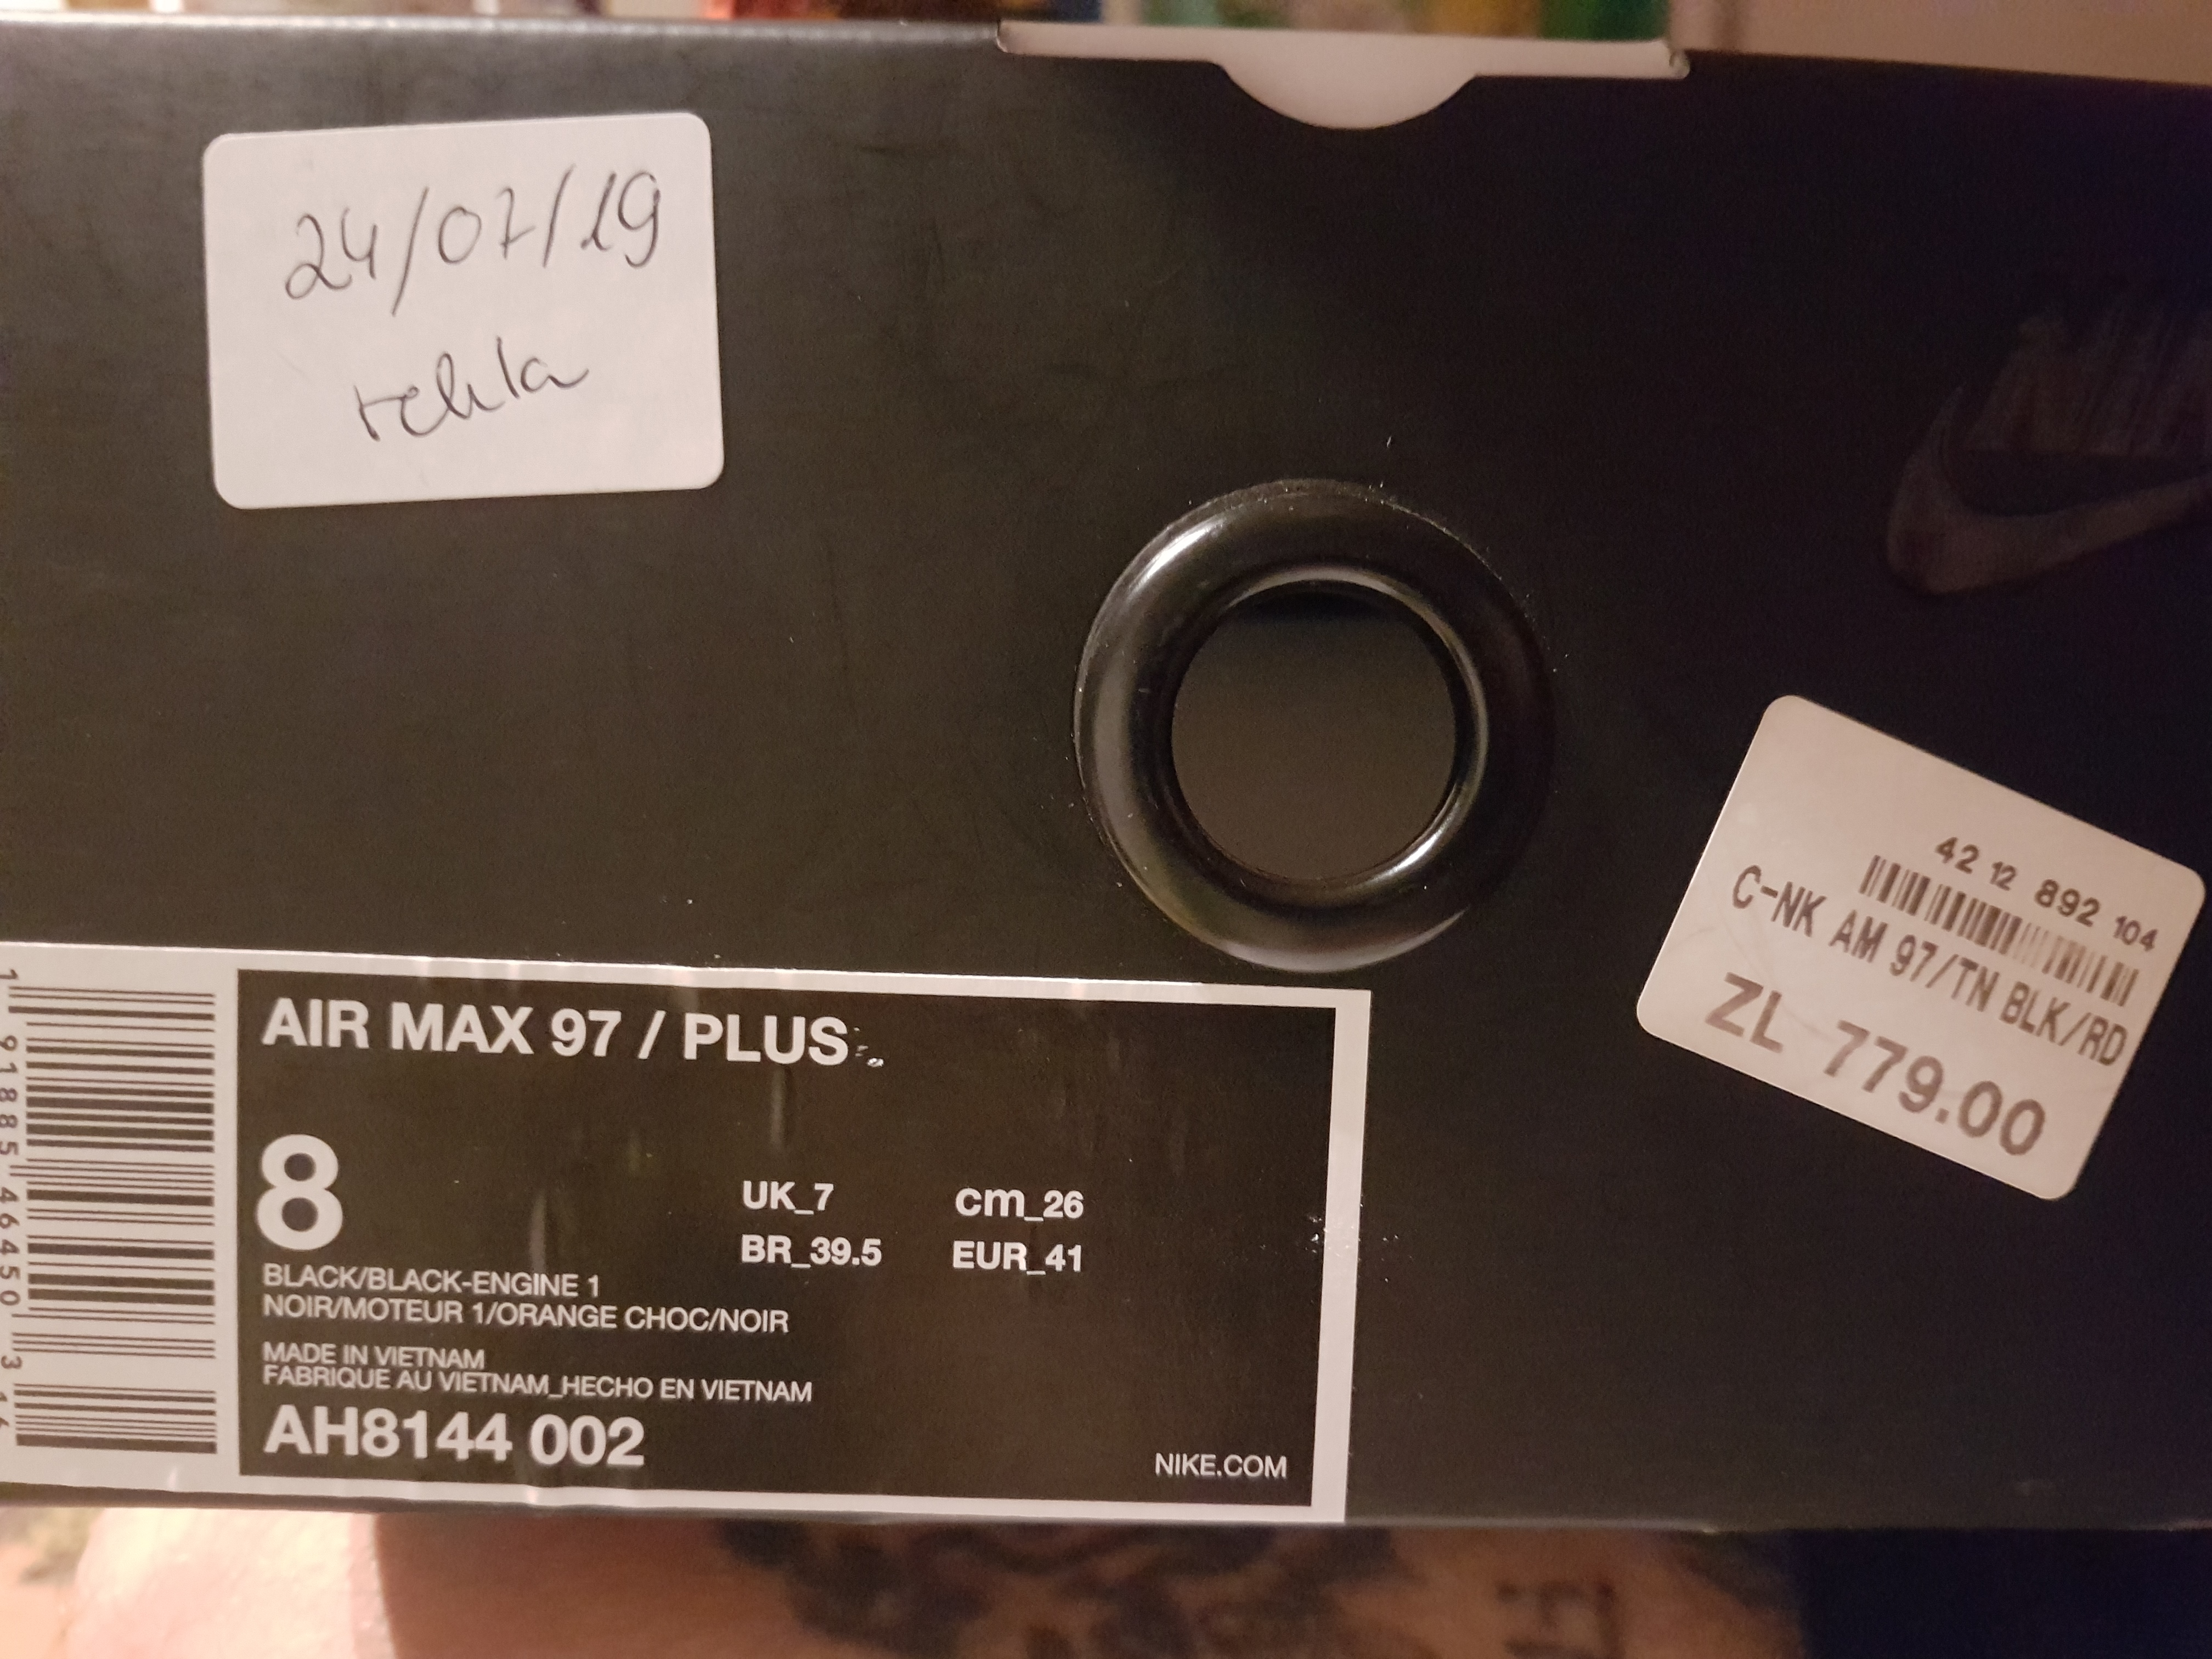 24/07/19
rekla
42 12 892 104
C-NK AM 97/TN BLK/RD
ZL 779.00
AIR MAX 97 / PLUS
8
UK_7 cm_26
BR_39.5 EUR_41
BLACK/BLACK-ENGINE 1
NOIR/MOTEUR 1/ORANGE CHOC/NOIR
MADE IN VIETNAM
FABRIQUE AU VIETNAM_HECHO EN VIETNAM
AH8144 002
NIKE.COM